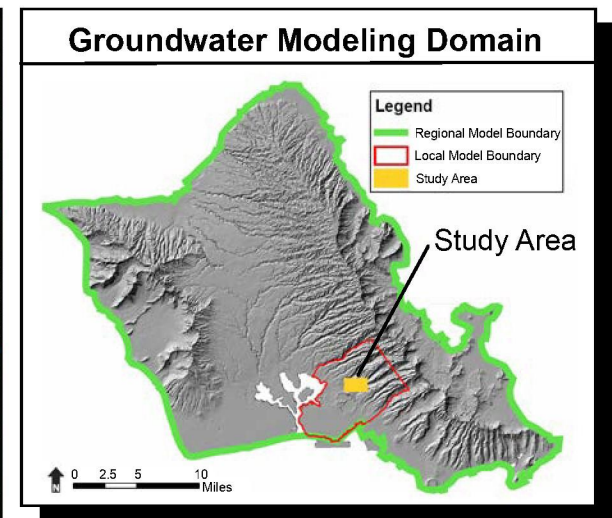 Groundwater Modeling Domain
Legend
Regional Model Boundary
Local Model Boundary
Study Area
Study Area
N
0 2.5 5 10
Miles